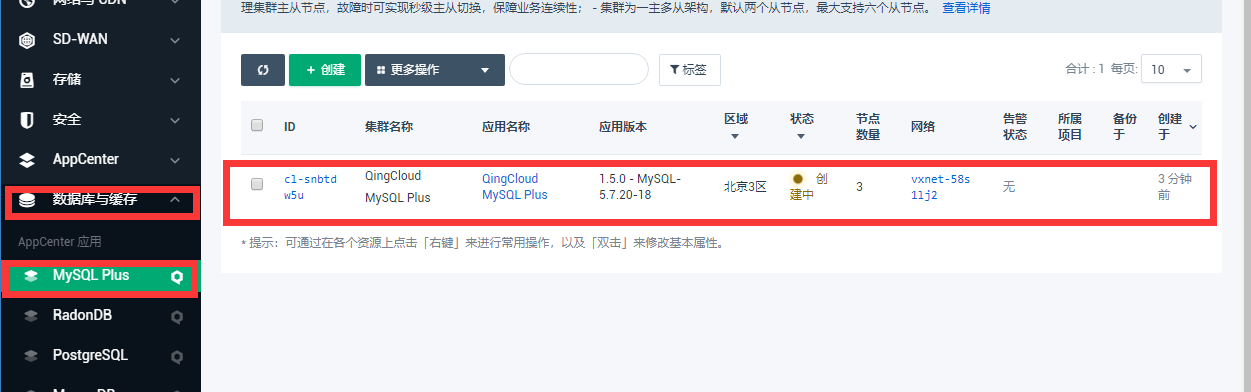 网络与 CDN
SD-WAN
存储
安全
AppCenter
数据库与缓存
AppCenter 应用
MySQL Plus
RadonDB
PostgreSQL
理集群主从节点，故障时可实现秒级主从切换，保障业务连续性； - 集群为一主多从架构，默认两个从节点，最大支持六个从节点。 查看详情
+ 创建
更多操作
标签
合计 : 1 每页: 10
ID
集群名称
应用名称
应用版本
区域
状态
节点
数量
网络
告警
状态
所属
项目
备份
于
创建
于
cl-snbtd
w5u
QingCloud
MySQL Plus
QingCloud
MySQL Plus
1.5.0 - MySQL-
5.7.20-18
北京3区
创
建中
3
vxnet-58s
1lj2
无
3 分钟
前
* 提示：可通过在各个资源上点击「右键」来进行常用操作，以及「双击」来修改基本属性。